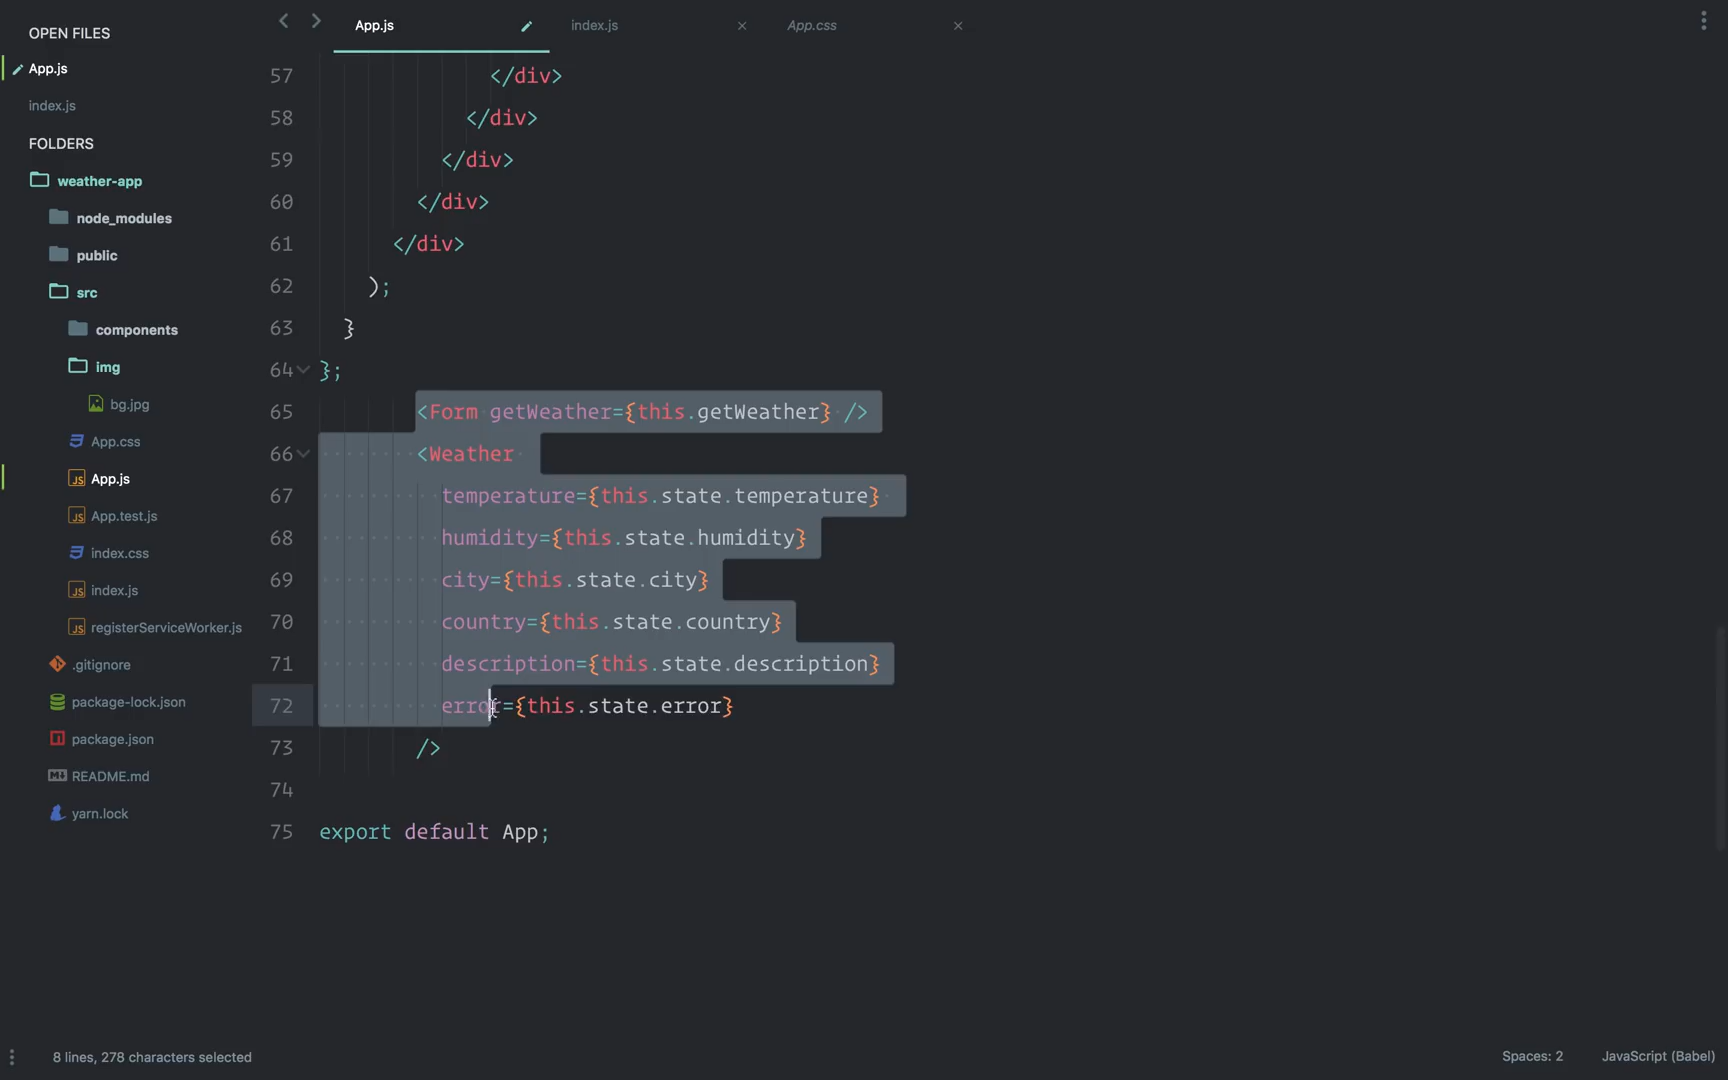 OPEN FILES
App.js
index.js
FOLDERS
weather-app
node_modules
public
src
components
img
bg.jpg
App.css
App.js
App.test.js
index.css
index.js
registerServiceWorker.js
.gitignore
package-lock.json
package.json
README.md
yarn.lock
App.js
index.js
App.css
57 </div>
58 </div>
59 </div>
60 </div>
61 </div>
62 );
63 }
64 };
65 <Form getWeather={this.getWeather} />
66 <Weather
67 temperature={this.state.temperature}
68 humidity={this.state.humidity}
69 city={this.state.city}
70 country={this.state.country}
71 description={this.state.description}
72 error={this.state.error}
73 />
74
75 export default App;
8 lines, 278 characters selected
Spaces: 2
JavaScript (Babel)